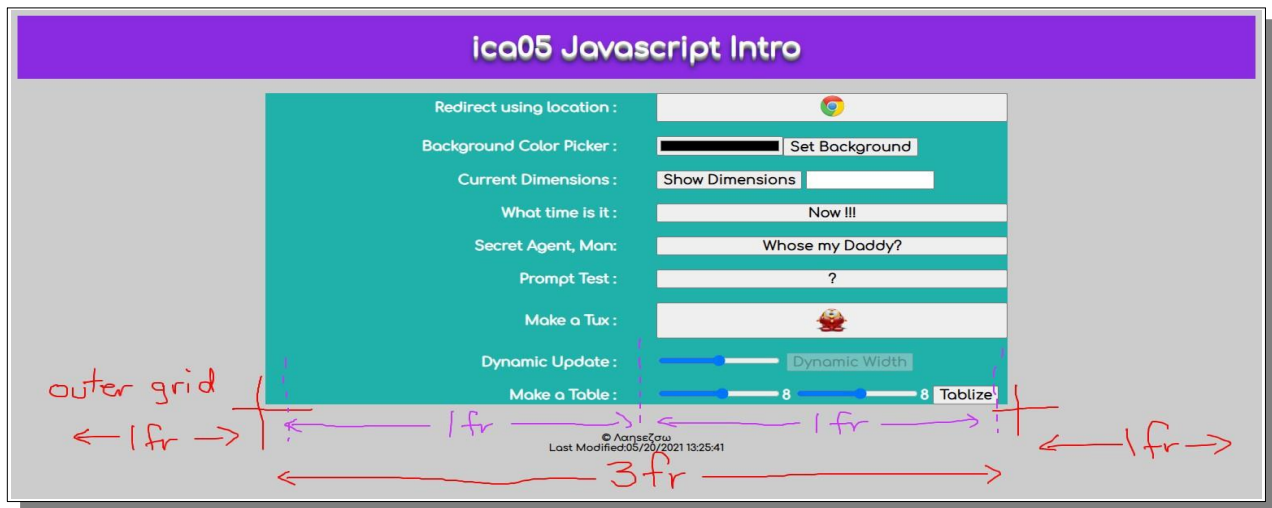 ica05 Javascript Intro
Redirect using location :
Background Color Picker : Set Background
Current Dimensions : Show Dimensions
What time is it : Now !!!
Secret Agent, Man: Whose my Daddy?
Prompt Test : ?
Make a Tux :
Dynamic Update : Dynamic Width
Make a Table : 8 8 Tablize
outer grid
1fr 1fr 1fr 1fr
©
Last Modified:05/20/2021 13:25:41
3fr